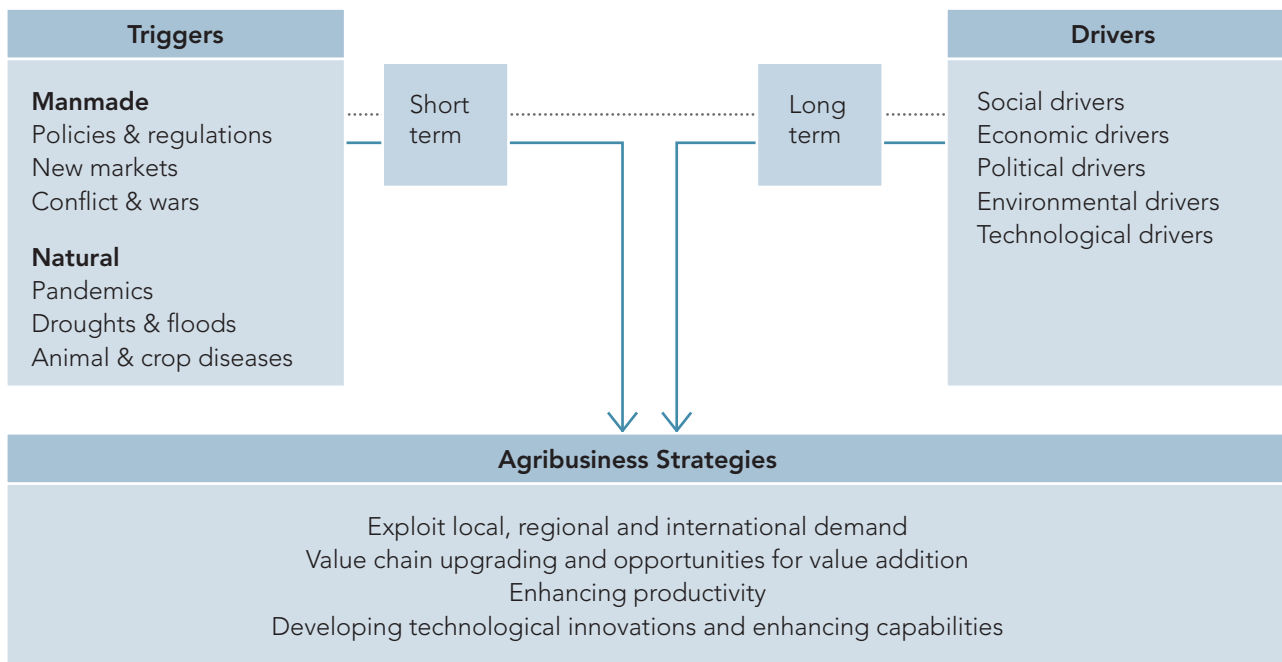 Triggers
Manmade
Policies & regulations
New markets
Conflict & wars
Natural
Pandemics
Droughts & floods
Animal & crop diseases
Short
term
Long
term
Drivers
Social drivers
Economic drivers
Political drivers
Environmental drivers
Technological drivers
Agribusiness Strategies
Exploit local, regional and international demand
Value chain upgrading and opportunities for value addition
Enhancing productivity
Developing technological innovations and enhancing capabilities